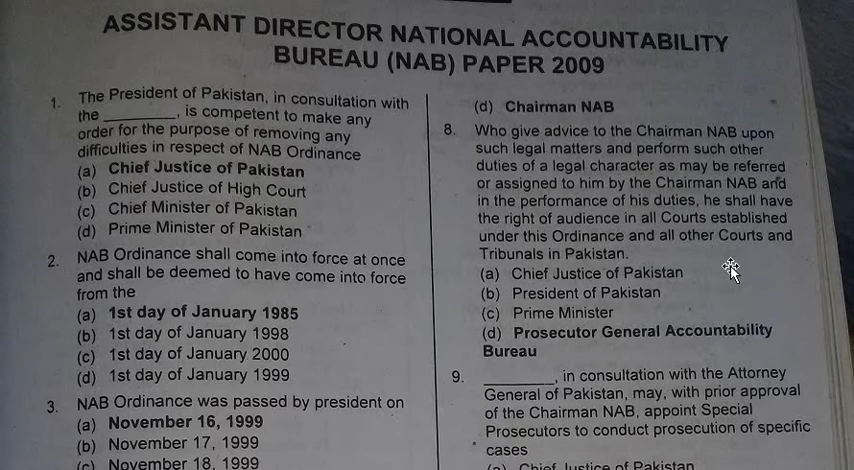 ASSISTANT DIRECTOR NATIONAL ACCOUNTABILITY
BUREAU (NAB) PAPER 2009
1. The President of Pakistan, in consultation with
the _________, is competent to make any
order for the purpose of removing any
difficulties in respect of NAB Ordinance
(a) Chief Justice of Pakistan
(b) Chief Justice of High Court
(c) Chief Minister of Pakistan
(d) Prime Minister of Pakistan
2. NAB Ordinance shall come into force at once
and shall be deemed to have come into force
from the
(a) 1st day of January 1985
(b) 1st day of January 1998
(c) 1st day of January 2000
(d) 1st day of January 1999
3. NAB Ordinance was passed by president on
(a) November 16, 1999
(b) November 17, 1999
(c) November 18, 1999
(d) Chairman NAB
8. Who give advice to the Chairman NAB upon
such legal matters and perform such other
duties of a legal character as may be referred
or assigned to him by the Chairman NAB and
in the performance of his duties, he shall have
the right of audience in all Courts established
under this Ordinance and all other Courts and
Tribunals in Pakistan.
(a) Chief Justice of Pakistan
(b) President of Pakistan
(c) Prime Minister
(d) Prosecutor General Accountability
Bureau
9. _________, in consultation with the Attorney
General of Pakistan, may, with prior approval
of the Chairman NAB, appoint Special
Prosecutors to conduct prosecution of specific
cases
(a) Chief Justice of Pakistan